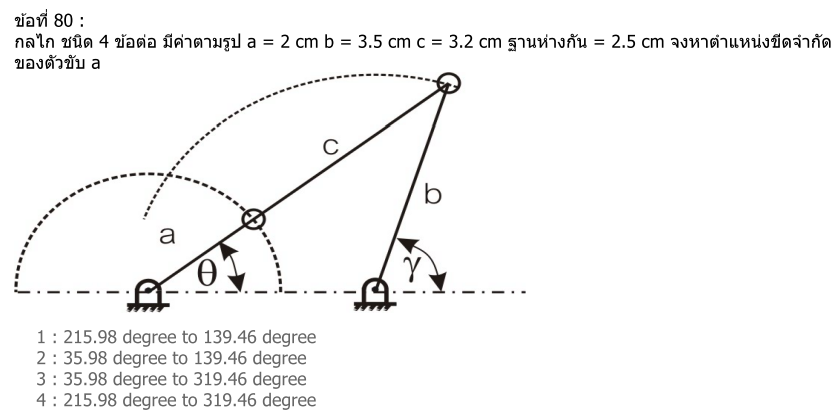 ข้อที่ 80 :
กลไก ชนิด 4 ข้อต่อ มีค่าตามรูป a = 2 cm b = 3.5 cm c = 3.2 cm ฐานห่างกัน = 2.5 cm จงหาตำแหน่งขีดจำกัด
ของตัวขับ a
c
b
a
θ
γ
1 : 215.98 degree to 139.46 degree
2 : 35.98 degree to 139.46 degree
3 : 35.98 degree to 319.46 degree
4 : 215.98 degree to 319.46 degree